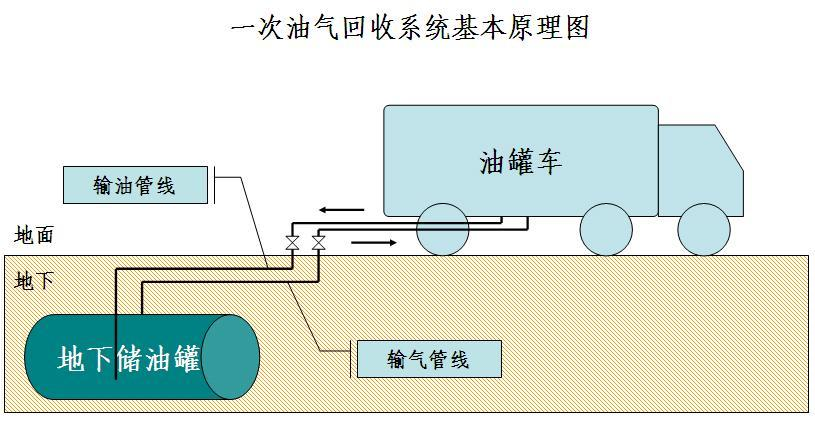 一次油气回收系统基本原理图
油罐车
输油管线
地面
地下
地下储油罐
输气管线